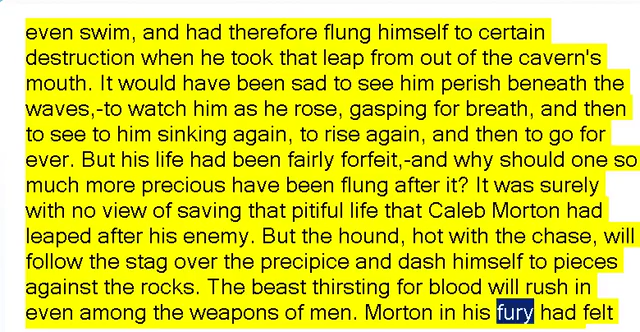 even swim, and had therefore flung himself to certain
destruction when he took that leap from out of the cavern's
mouth. It would have been sad to see him perish beneath the
waves,-to watch him as he rose, gasping for breath, and then
to see to him sinking again, to rise again, and then to go for
ever. But his life had been fairly forfeit,-and why should one so
much more precious have been flung after it? It was surely
with no view of saving that pitiful life that Caleb Morton had
leaped after his enemy. But the hound, hot with the chase, will
follow the stag over the precipice and dash himself to pieces
against the rocks. The beast thirsting for blood will rush in
even among the weapons of men. Morton in his fury had felt